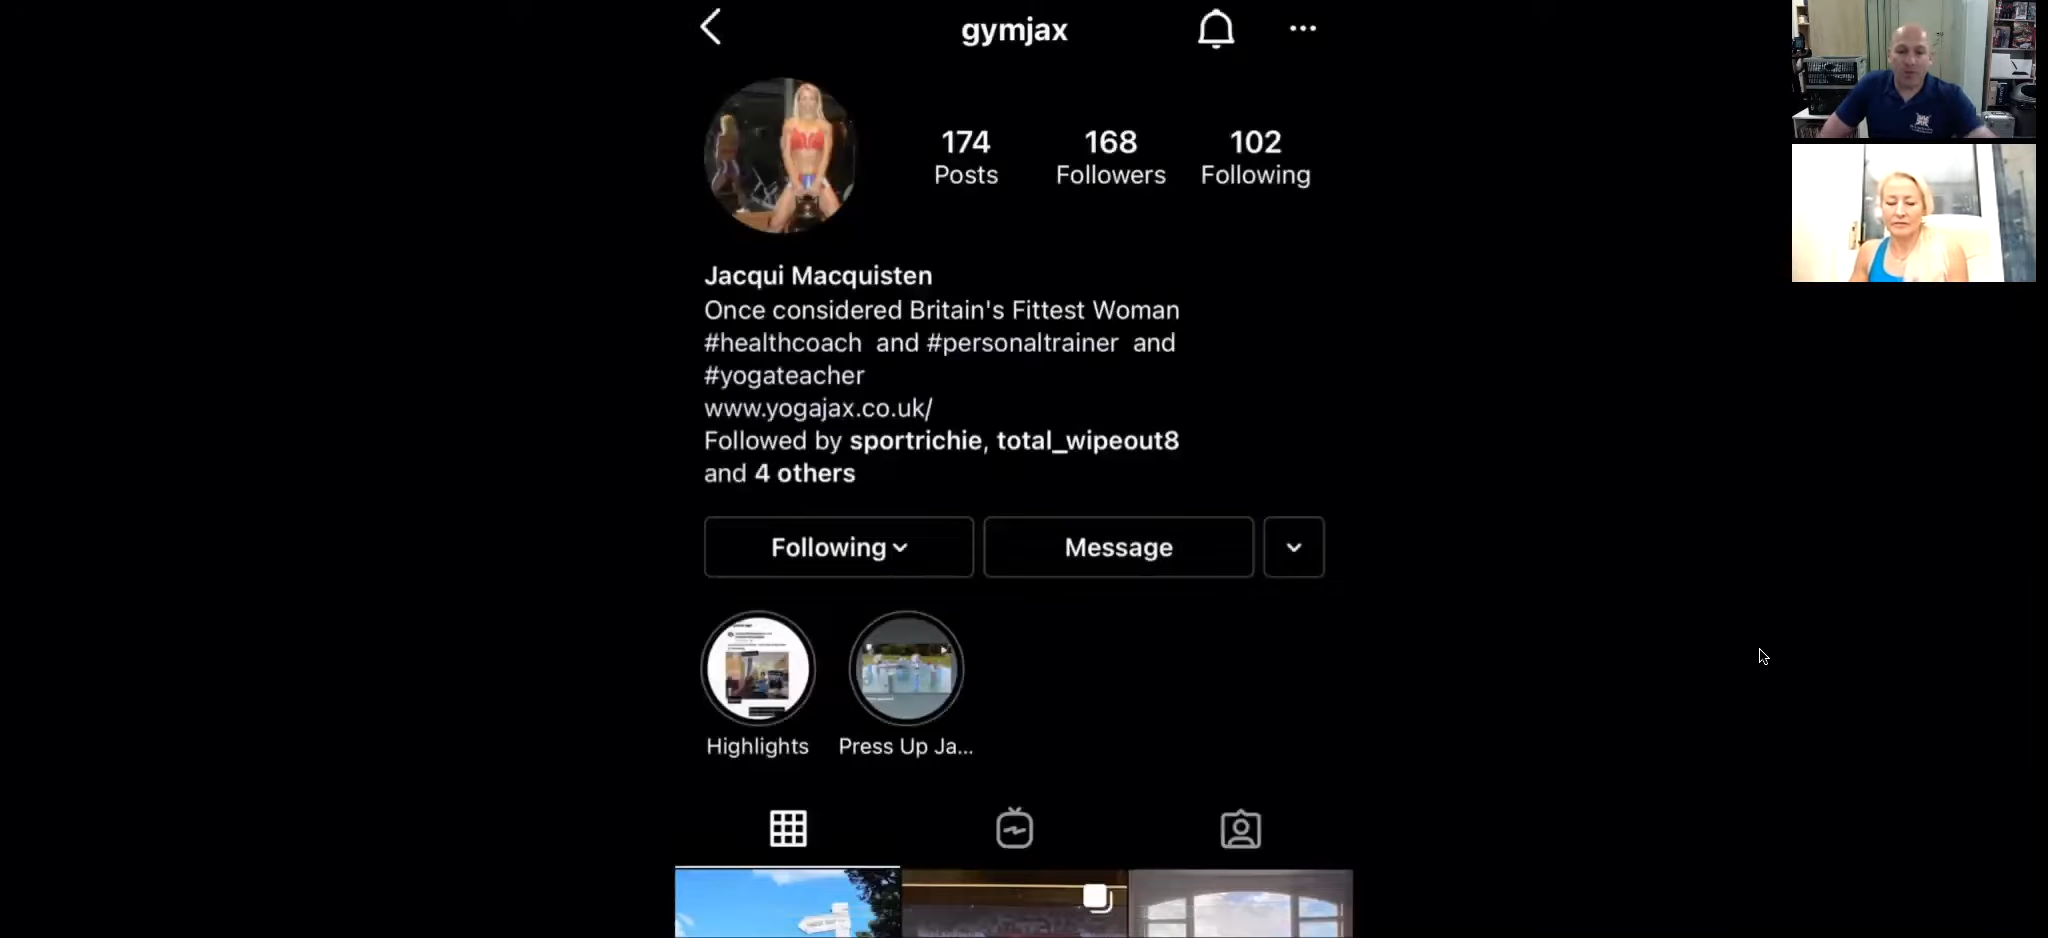 gymjax
174
168
102
Posts
Followers
Following
Jacqui Macquisten
Once considered Britain's Fittest Woman
#healthcoach and #personaltrainer and
#yogateacher
www.yogajax.co.uk/
Followed by sportrichie, total_wipeout8
and 4 others
Following
Message
Highlights
Press Up Ja...